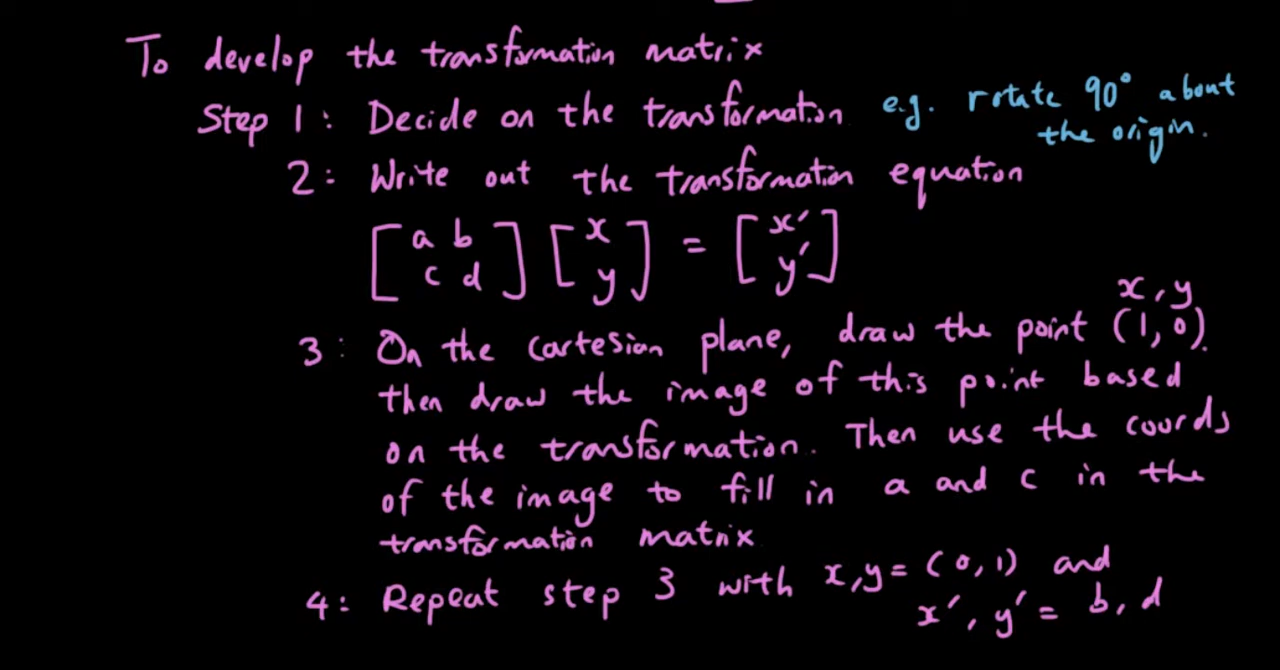 To develop the transformation matrix
Step 1: Decide on the transformation e.g. rotate 90° about
the origin.
2: Write out the transformation equation
[a b
c d] [x
y] = [x'
y']
x, y
3: On the cartesian plane, draw the point (1, 0).
then draw the image of this point based
on the transformation. Then use the coords
of the image to fill in a and c in the
transformation matrix
4: Repeat step 3 with x,y = (0,1) and
x', y' = b, d